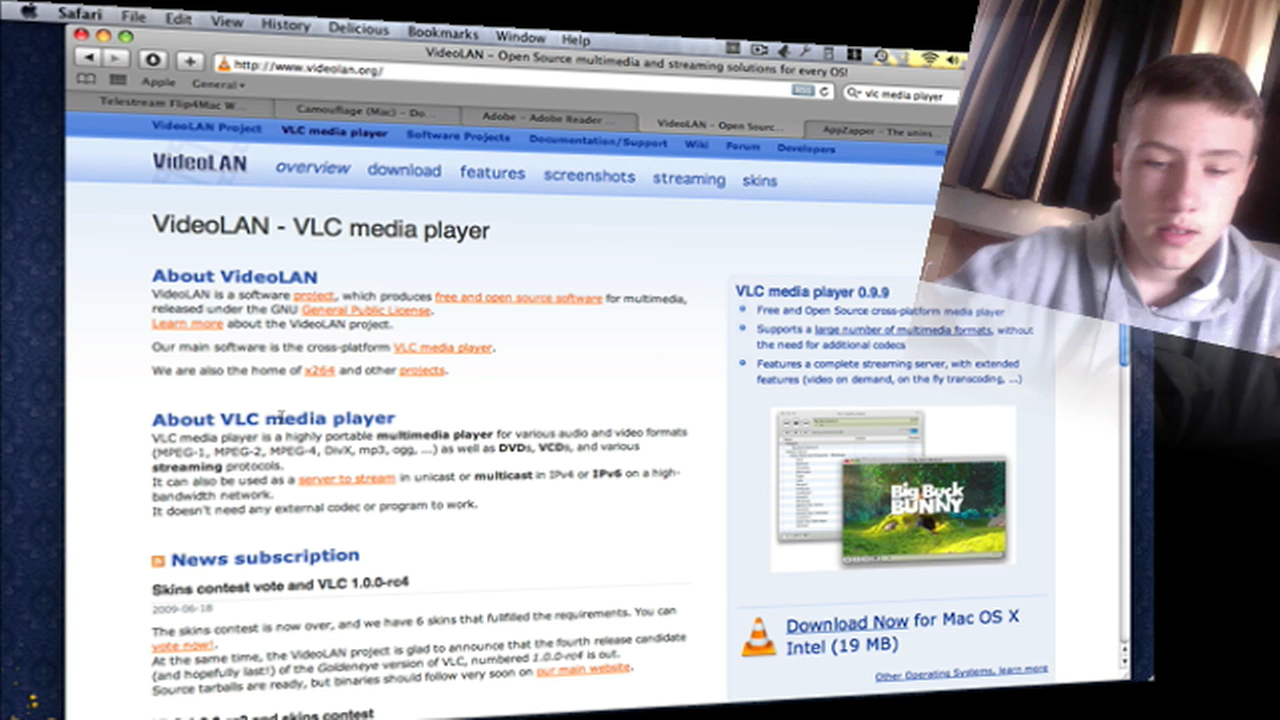 Safari File Edit View History Delicious Bookmarks Window Help
VideoLAN – Open Source multimedia and streaming solutions for every OS!
http://www.videolan.org/
RSS
vlc media player
Apple General
Telestream Flip4Mac W... Camouflage (Mac) – Do... Adobe – Adobe Reader ... VideoLAN – Open Sourc... AppZapper – The unins...
VideoLAN Project VLC media player Software Projects Documentation/Support Wiki Forum Developers
VideoLAN overview download features screenshots streaming skins
VideoLAN - VLC media player
About VideoLAN
VideoLAN is a software project, which produces free and open source software for multimedia,
released under the GNU General Public License.
Learn more about the VideoLAN project.
Our main software is the cross-platform VLC media player.
We are also the home of x264 and other projects.
About VLC media player
VLC media player is a highly portable multimedia player for various audio and video formats
(MPEG-1, MPEG-2, MPEG-4, DivX, mp3, ogg, ...) as well as DVDs, VCDs, and various
streaming protocols.
It can also be used as a server to stream in unicast or multicast in IPv4 or IPv6 on a high-
bandwidth network.
It doesn't need any external codec or program to work.
News subscription
Skins contest vote and VLC 1.0.0-rc4
2009-06-18
The skins contest is now over, and we have 6 skins that fullfilled the requirements. You can
vote now!.
At the same time, the VideoLAN project is glad to announce that the fourth release candidate
(and hopefully last!) of the Goldeneye version of VLC, numbered 1.0.0-rc4 is out.
Source tarballs are ready, but binaries should follow very soon on our main website.
and skins contest
VLC media player 0.9.9
Free and Open Source cross-platform media player
Supports a large number of multimedia formats, without
the need for additional codecs
Features a complete streaming server, with extended
features (video on demand, on the fly transcoding, ...)
Big Buck
BUNNY
Download Now for Mac OS X
Intel (19 MB)
Other Operating Systems, learn more